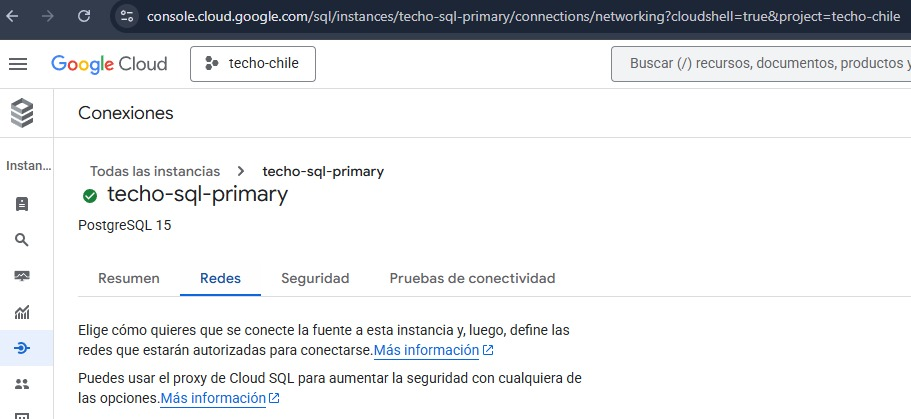 console.cloud.google.com/sql/instances/techo-sql-primary/connections/networking?cloudshell=true&project=techo-chile
Google Cloud
techo-chile
Buscar (/) recursos, documentos, productos y
Conexiones
Instan...
Todas las instancias > techo-sql-primary
techo-sql-primary
PostgreSQL 15
Resumen Redes Seguridad Pruebas de conectividad
Elige cómo quieres que se conecte la fuente a esta instancia y, luego, define las
redes que estarán autorizadas para conectarse.Más información
Puedes usar el proxy de Cloud SQL para aumentar la seguridad con cualquiera de
las opciones.Más información